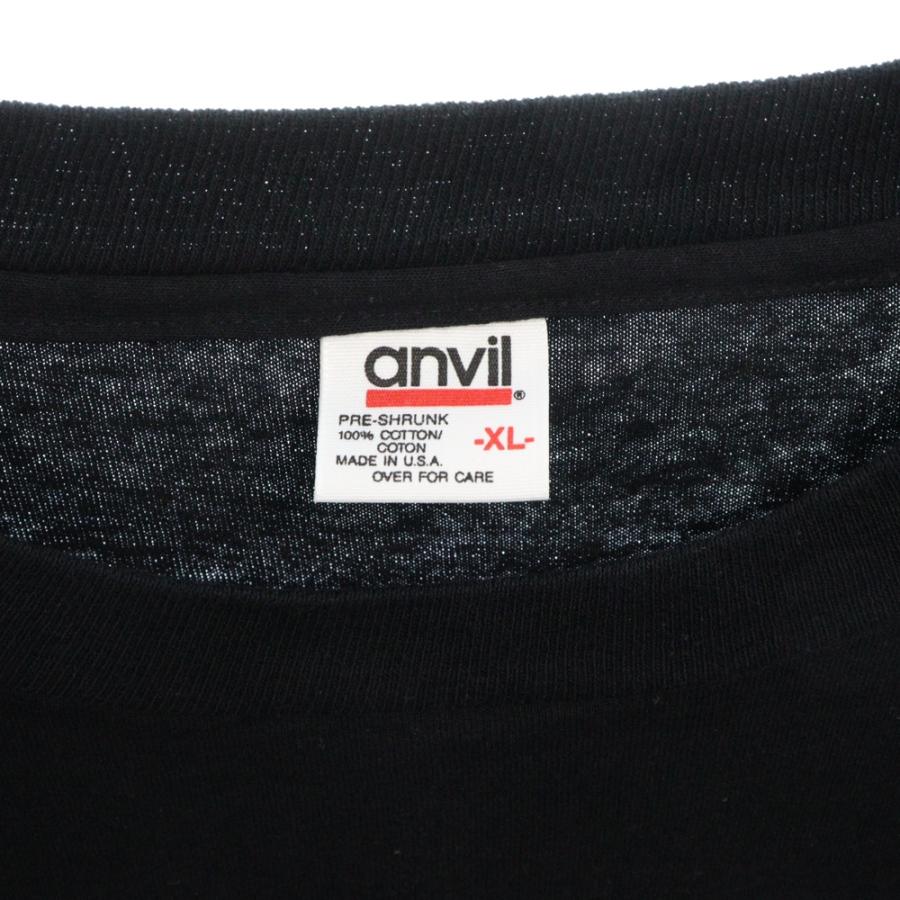 anvil®
PRE-SHRUNK
100% COTTON/
COTON
-XL-
MADE IN U.S.A.
OVER FOR CARE